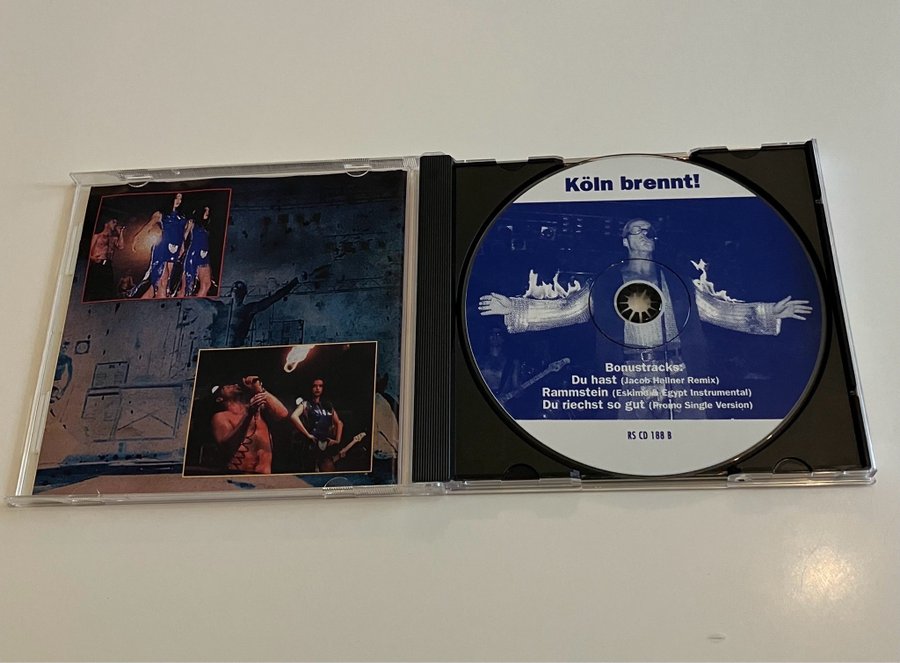 Köln brennt!
Bonustracks:
Du hast (Jacob Hellner Remix)
Rammstein (Eskimo & Egypt Instrumental)
Du riechst so gut (Promo Single Version)
RS CD 188 B